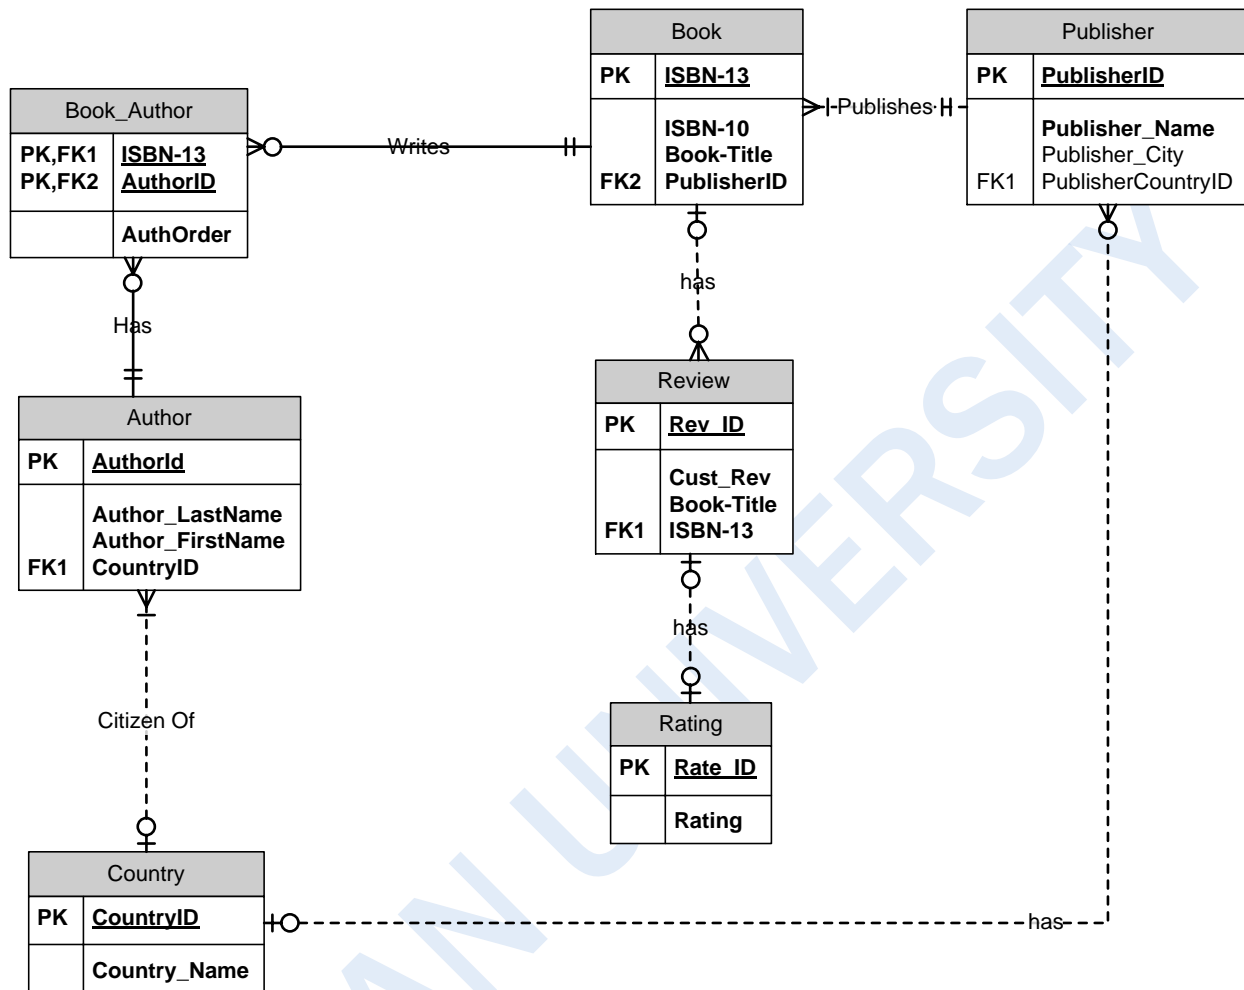 Book
PK ISBN-13
ISBN-10
Book-Title
FK2 PublisherID
Publisher
PK PublisherID
Publisher_Name
Publisher_City
FK1 PublisherCountryID
Publishes
Book_Author
PK,FK1 ISBN-13
PK,FK2 AuthorID
AuthOrder
Writes
Has
has
Author
PK AuthorId
Author_LastName
Author_FirstName
FK1 CountryID
Review
PK Rev_ID
Cust_Rev
Book-Title
FK1 ISBN-13
has
Citizen Of
Rating
PK Rate_ID
Rating
Country
PK CountryID
Country_Name
has
AN UNIVERSITY